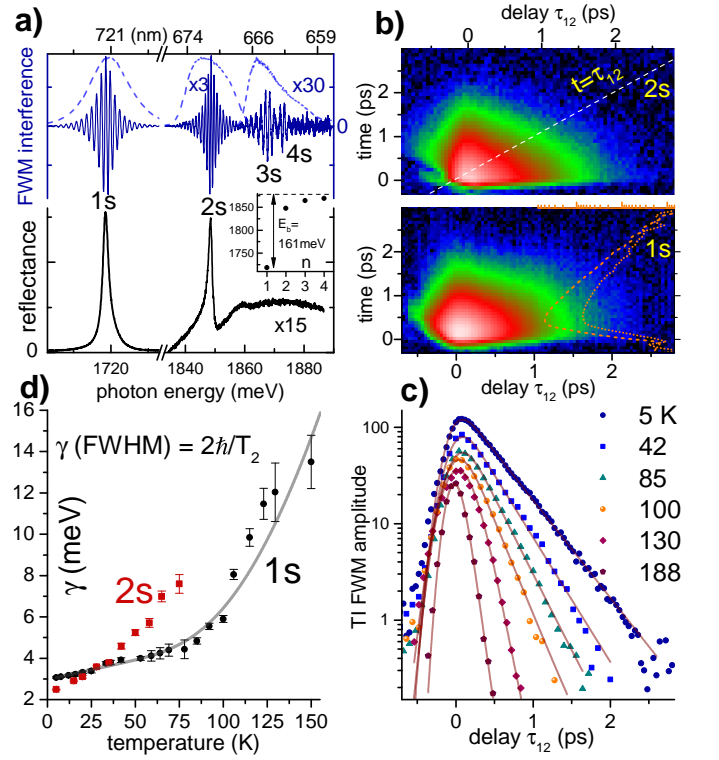 a)
721 (nm) 674 666 659
FWM interference
x3
x30
0
1s
2s
3s
4s
reflectance
0
1850
1800
1750
E_b=
161meV
n
1 2 3 4
x15
1720 1840 1860 1880
photon energy (meV)
b)
delay τ₁₂ (ps)
0 1 2
time (ps)
3
2
1
0
t=τ₁₂
2s
time (ps)
2
1
0
1s
0 1 2
delay τ₁₂ (ps)
d)
γ (FWHM) = 2ħ/T₂
γ (meV)
16
14
12
10
8
6
4
2
2s
1s
0 25 50 75 100 125 150
temperature (K)
c)
TI FWM amplitude
100
10
1
5 K
42
85
100
130
188
0 1 2
delay τ₁₂ (ps)